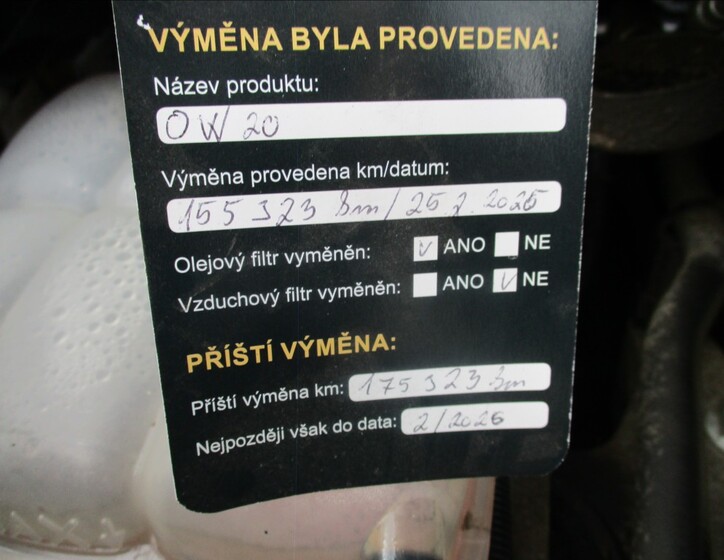 VÝMĚNA BYLA PROVEDENA:
Název produktu:
0W20
Výměna provedena km/datum:
155 323 km / 25.2.2025
Olejový filtr vyměněn: V ANO NE
Vzduchový filtr vyměněn: ANO V NE
PŘÍŠTÍ VÝMĚNA:
Příští výměna km: 175 323 km
Nejpozději však do data: 2/2026